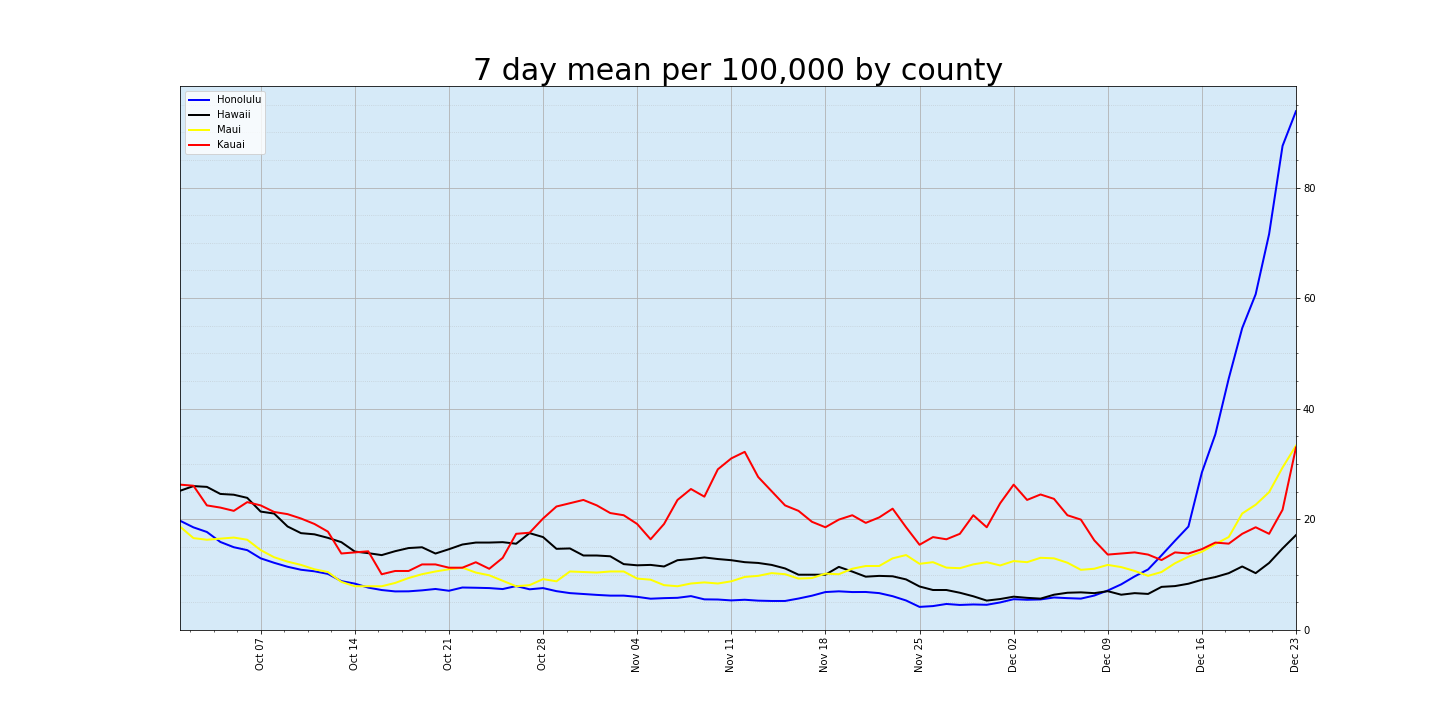 7 day mean per 100,000 by county
Honolulu
Hawaii
Maui
Kauai
80
60
40
20
0
Oct 07
Oct 14
Oct 21
Oct 28
Nov 04
Nov 11
Nov 18
Nov 25
Dec 02
Dec 09
Dec 16
Dec 23